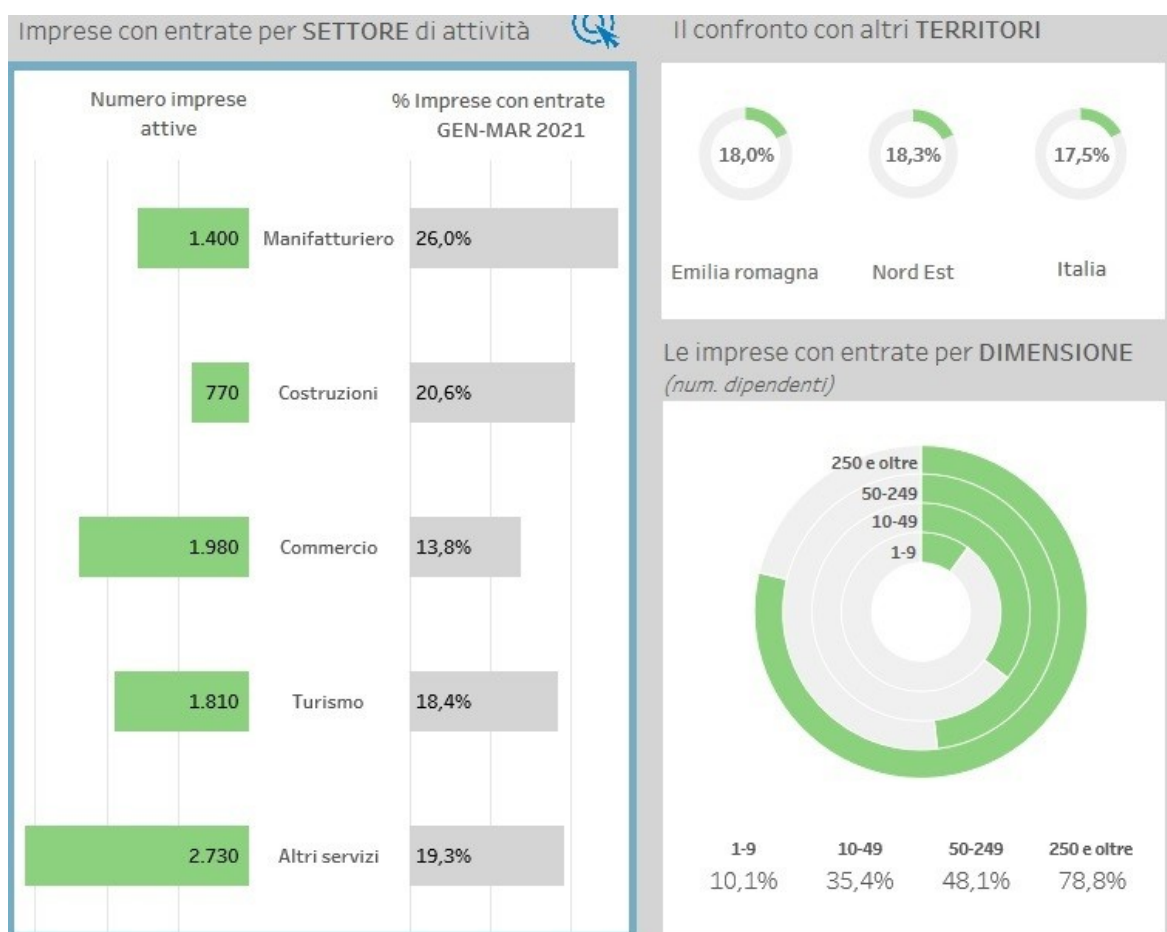 Imprese con entrate per SETTORE di attività
Numero imprese
attive
% Imprese con entrate
GEN-MAR 2021
1.400 Manifatturiero 26,0%
770 Costruzioni 20,6%
1.980 Commercio 13,8%
1.810 Turismo 18,4%
2.730 Altri servizi 19,3%
Il confronto con altri TERRITORI
18,0% 18,3% 17,5%
Emilia romagna Nord Est Italia
Le imprese con entrate per DIMENSIONE
(num. dipendenti)
250 e oltre
50-249
10-49
1-9
1-9 10-49 50-249 250 e oltre
10,1% 35,4% 48,1% 78,8%